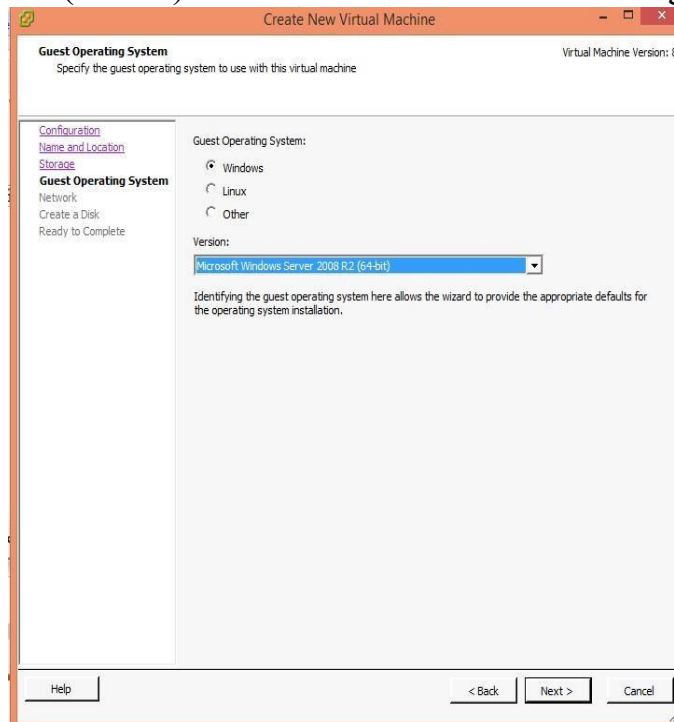 Create New Virtual Machine
Guest Operating System
Specify the guest operating system to use with this virtual machine
Virtual Machine Version: 8
Configuration
Name and Location
Storage
Guest Operating System
Network
Create a Disk
Ready to Complete
Guest Operating System:
Windows
Linux
Other
Version:
Microsoft Windows Server 2008 R2 (64-bit)
Identifying the guest operating system here allows the wizard to provide the appropriate defaults for
the operating system installation.
Help
< Back
Next >
Cancel